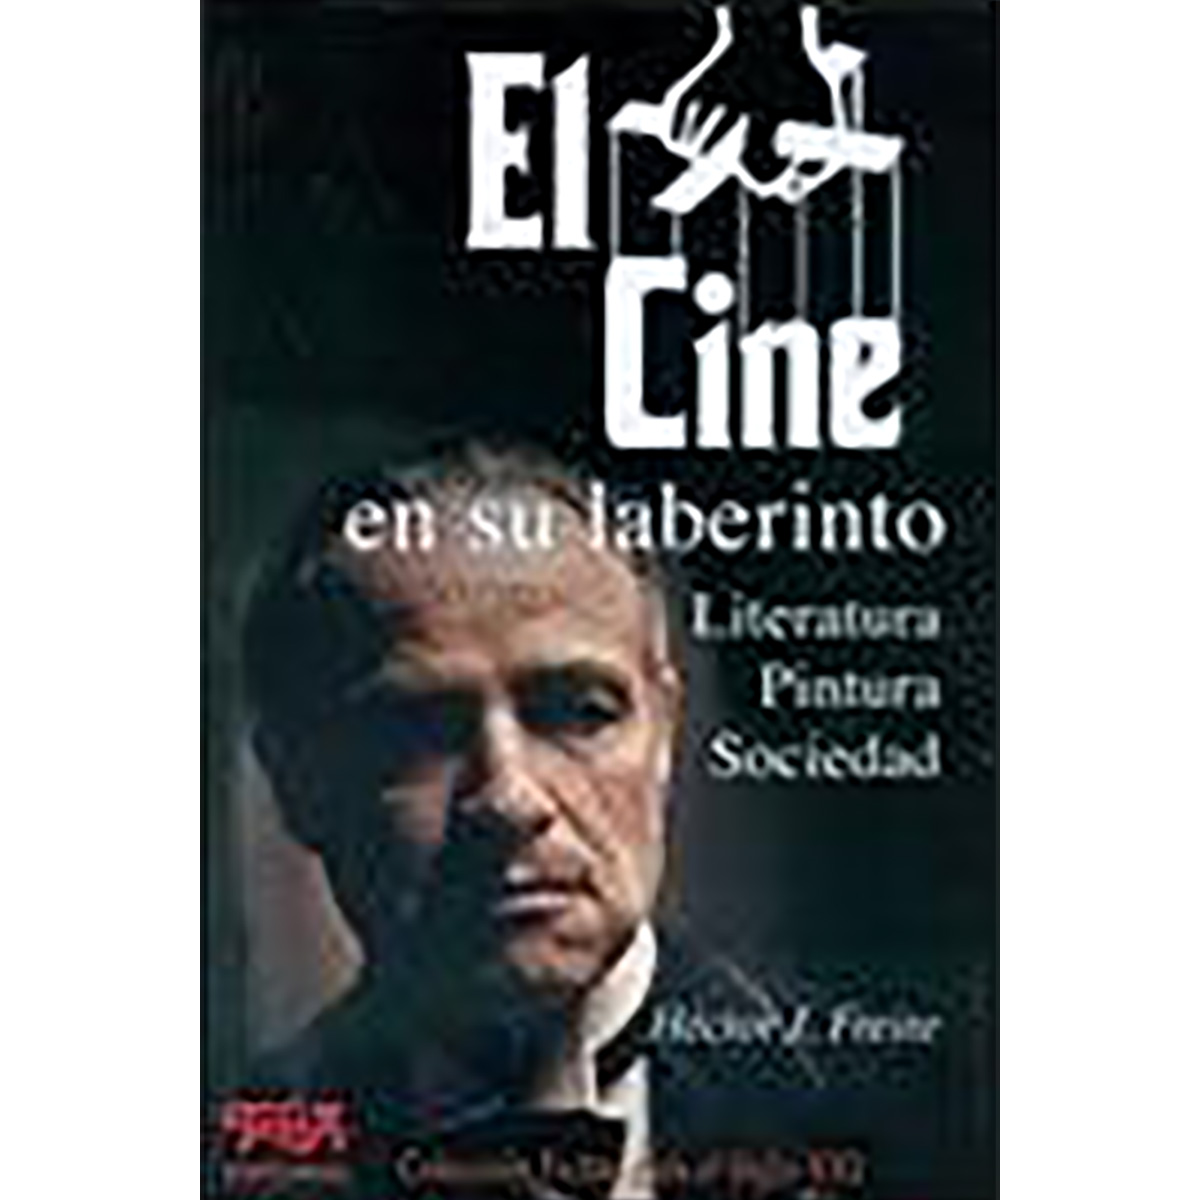 El
Cine
en su laberinto
Literatura
Pintura
Sociedad
Héctor J. Freire